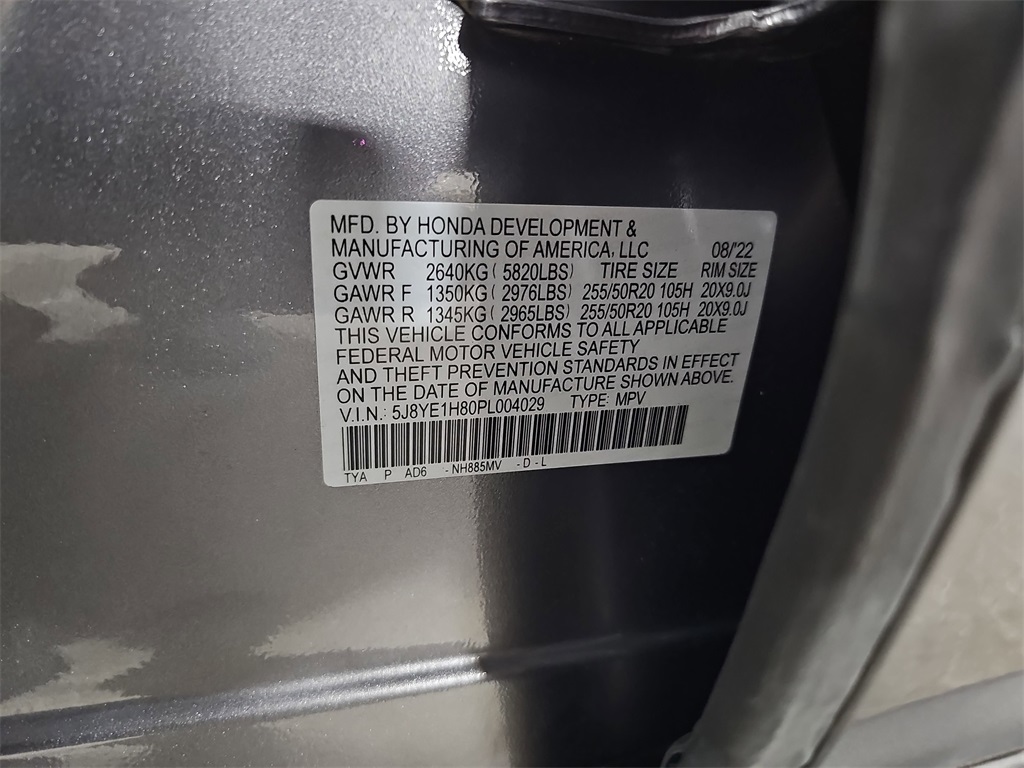 MFD. BY HONDA DEVELOPMENT &
MANUFACTURING OF AMERICA, LLC 08/'22
GVWR 2640KG ( 5820LBS) TIRE SIZE RIM SIZE
GAWR F 1350KG ( 2976LBS) 255/50R20 105H 20X9.0J
GAWR R 1345KG ( 2965LBS) 255/50R20 105H 20X9.0J
THIS VEHICLE CONFORMS TO ALL APPLICABLE
FEDERAL MOTOR VEHICLE SAFETY
AND THEFT PREVENTION STANDARDS IN EFFECT
ON THE DATE OF MANUFACTURE SHOWN ABOVE.
V.I.N.: 5J8YE1H80PL004029 TYPE: MPV
TYA P AD6 - NH885MV - D - L